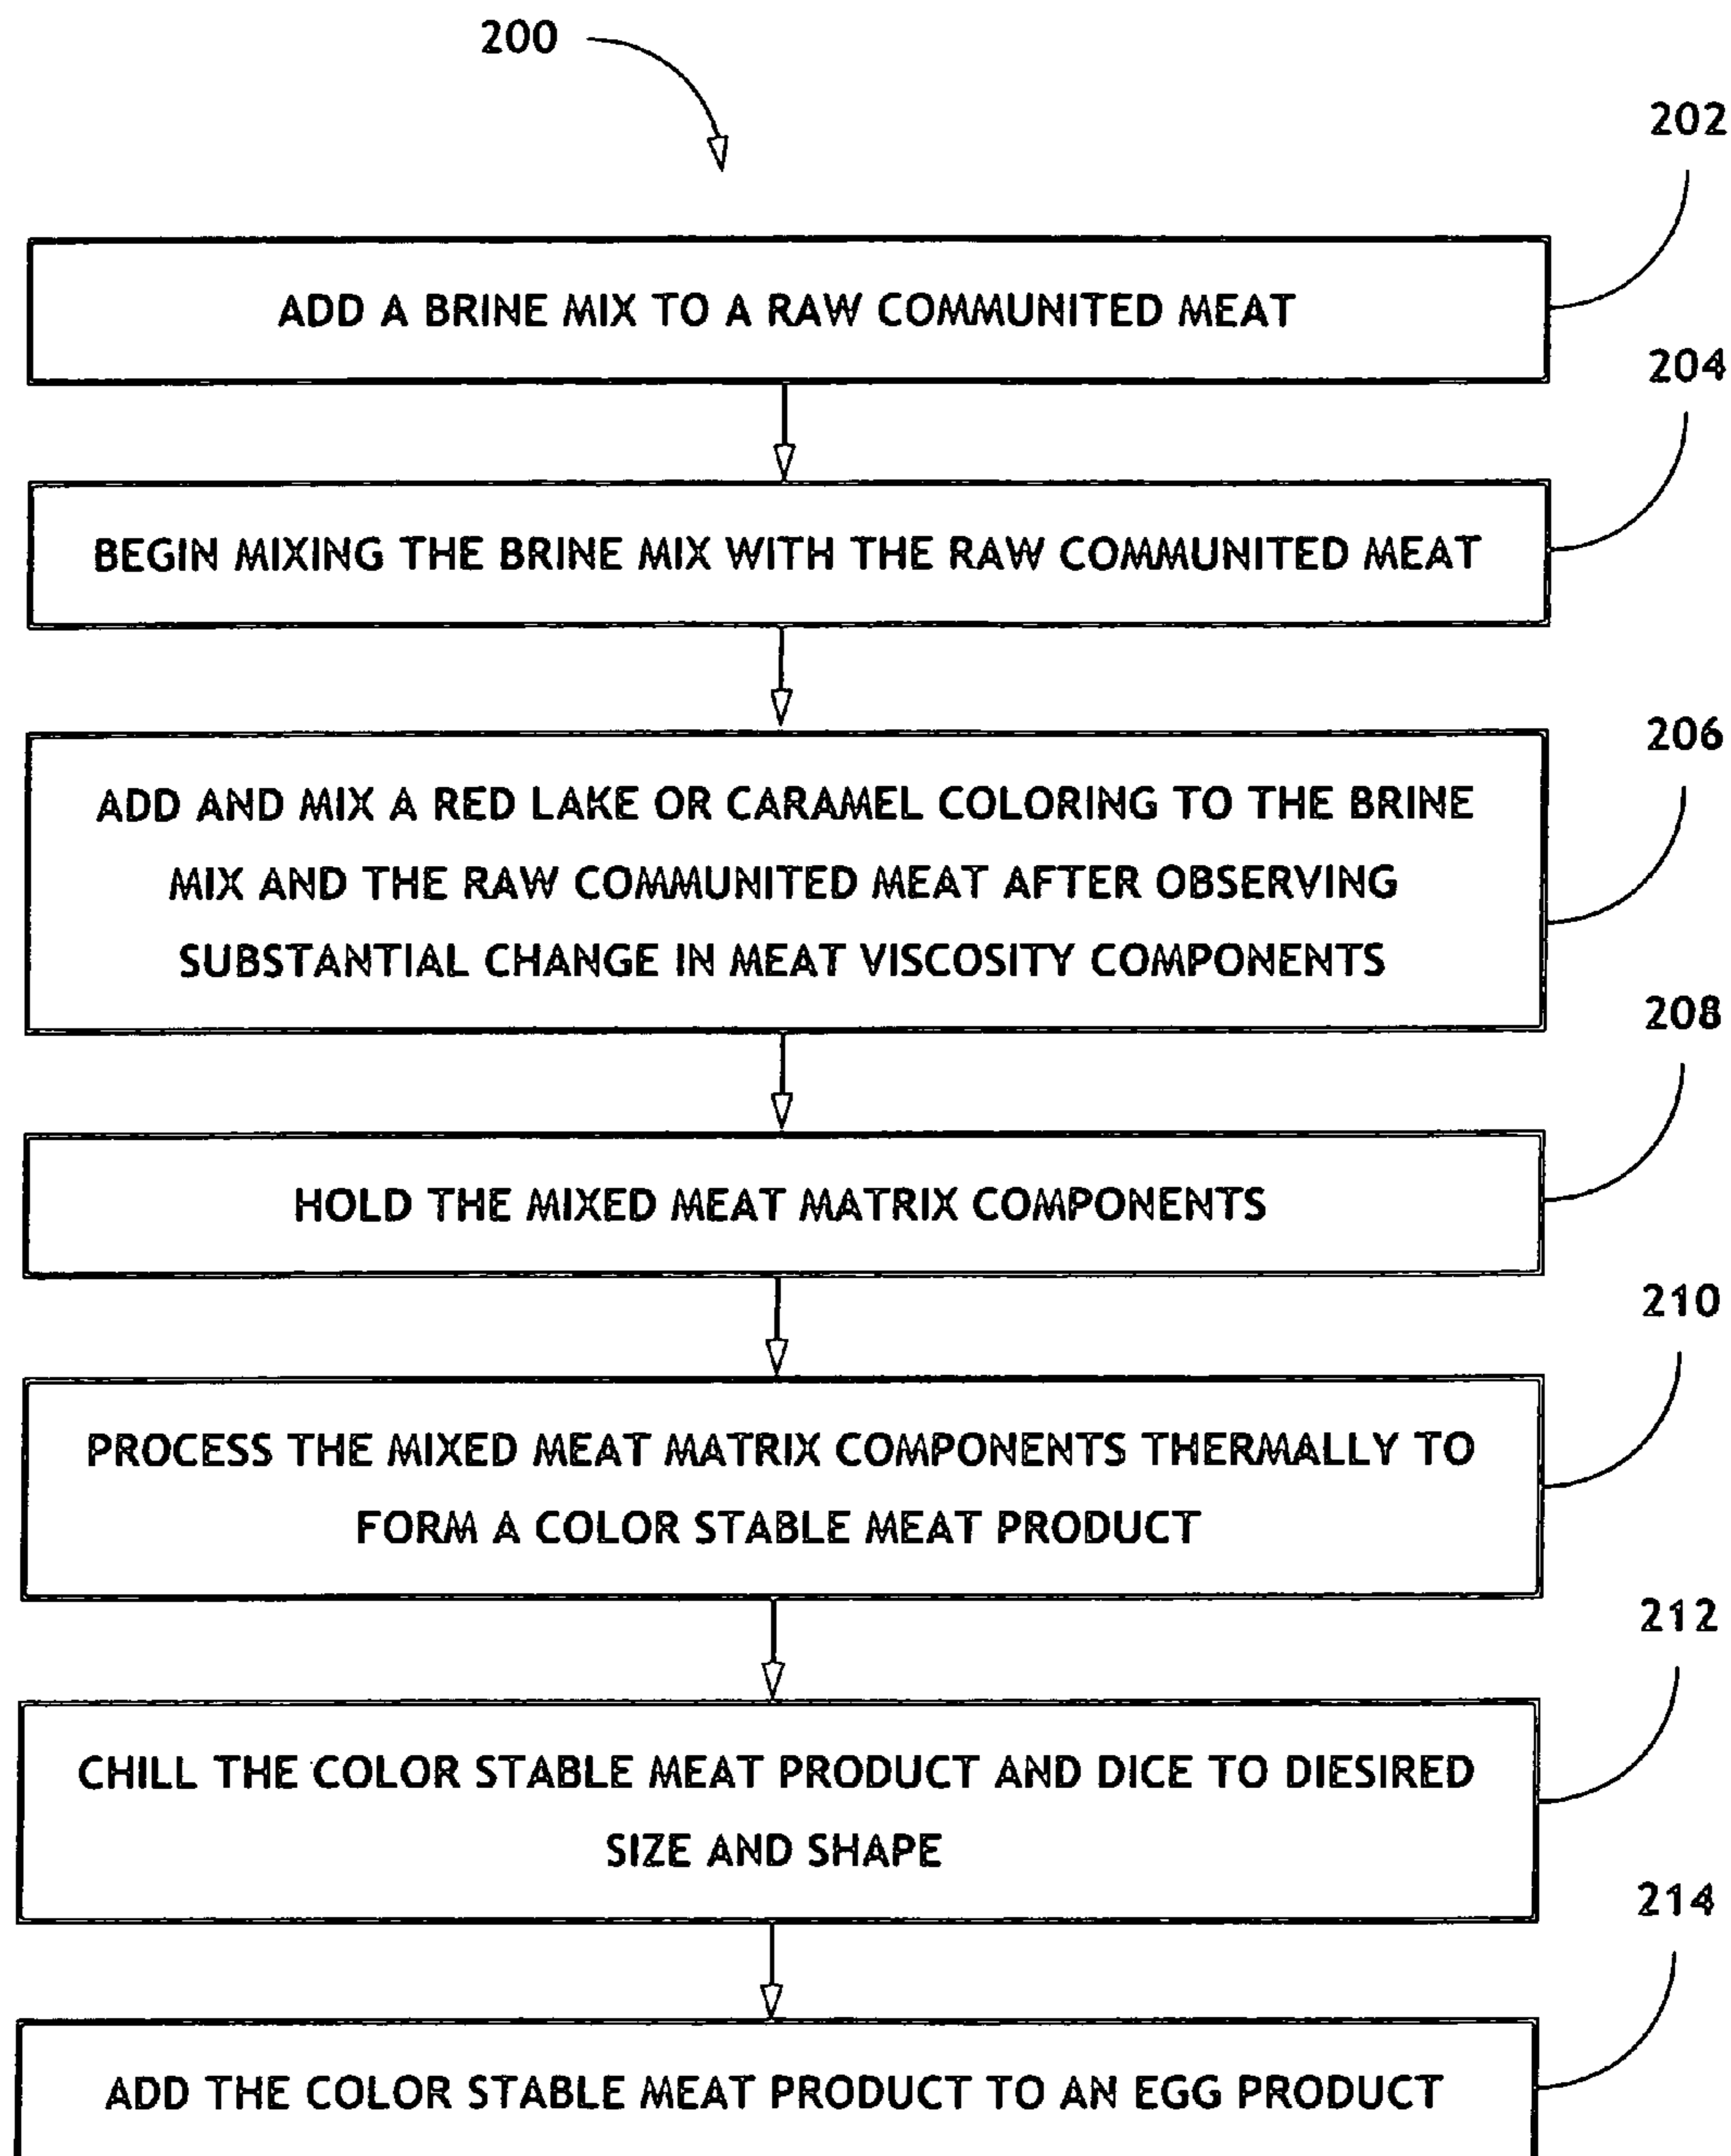 200
202
ADD A BRINE MIX TO A RAW COMMUNITED MEAT
204
BEGIN MIXING THE BRINE MIX WITH THE RAW COMMUNITED MEAT
206
ADD AND MIX A RED LAKE OR CARAMEL COLORING TO THE BRINE
MIX AND THE RAW COMMUNITED MEAT AFTER OBSERVING
SUBSTANTIAL CHANGE IN MEAT VISCOSITY COMPONENTS
208
HOLD THE MIXED MEAT MATRIX COMPONENTS
210
PROCESS THE MIXED MEAT MATRIX COMPONENTS THERMALLY TO
FORM A COLOR STABLE MEAT PRODUCT
212
CHILL THE COLOR STABLE MEAT PRODUCT AND DICE TO DIESIRED
SIZE AND SHAPE
214
ADD THE COLOR STABLE MEAT PRODUCT TO AN EGG PRODUCT